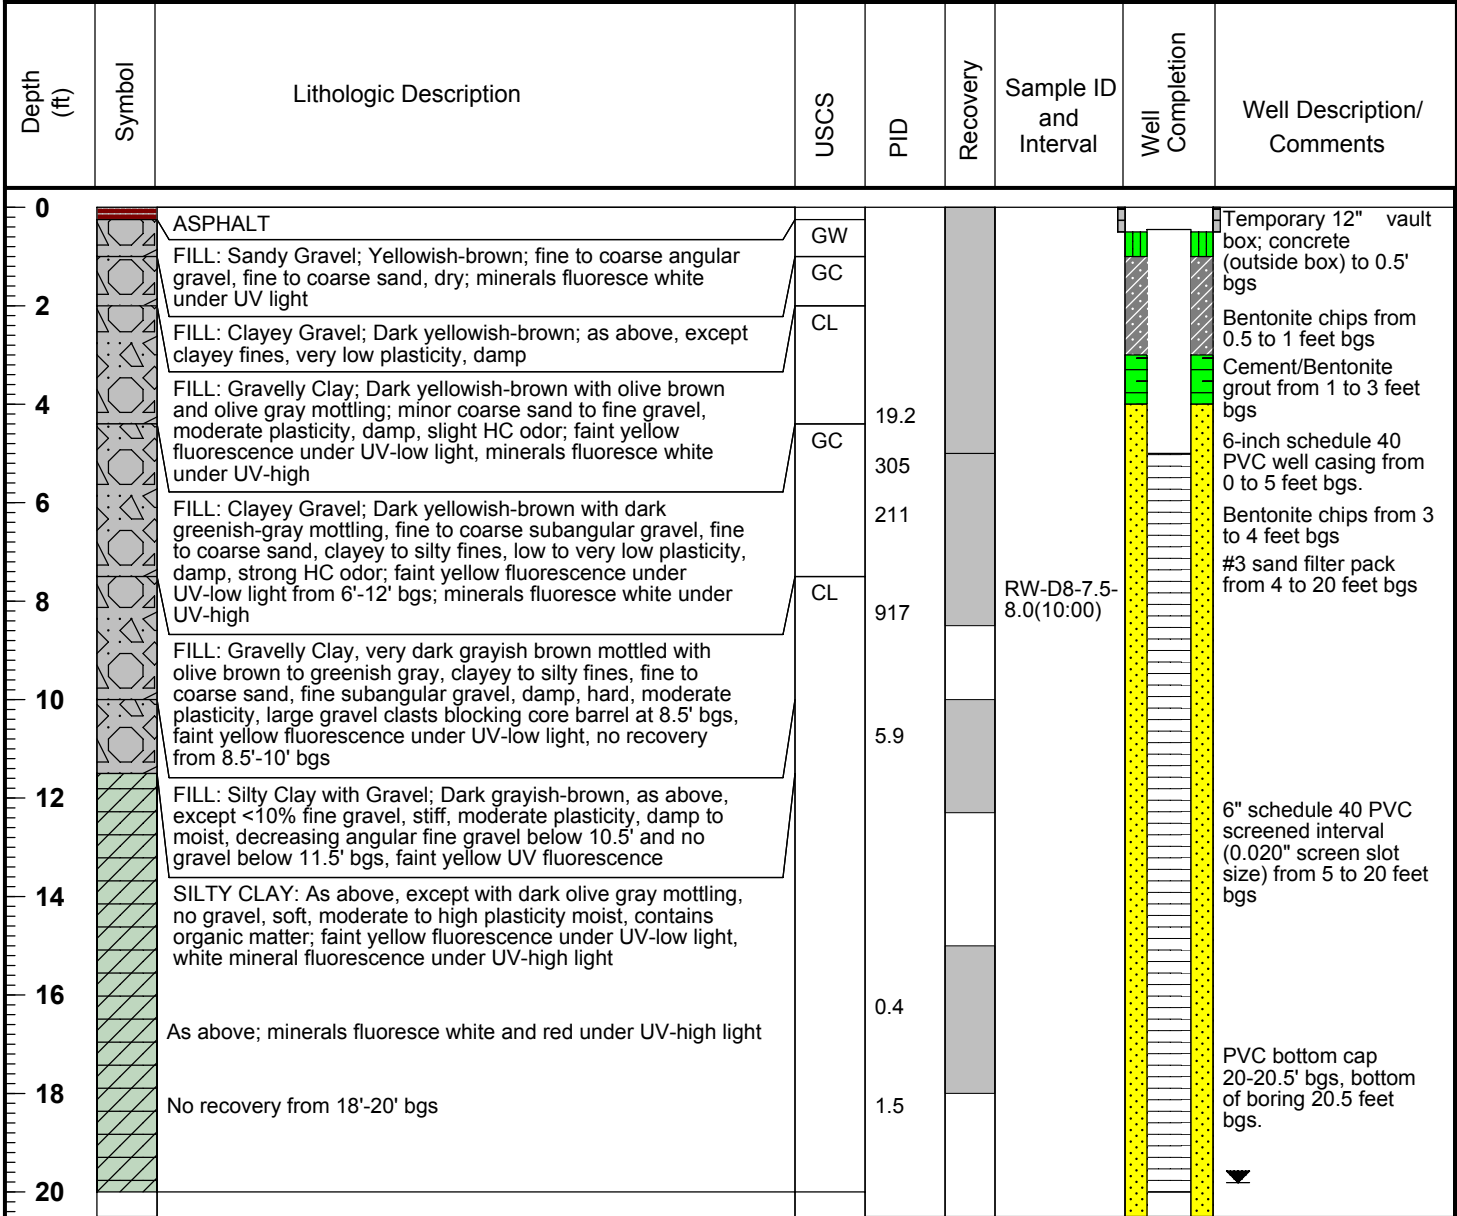 Depth
(ft)
Symbol
Lithologic Description
USCS
PID
Recovery
Sample ID
and
Interval
Well
Completion
Well Description/
Comments
0
2
4
6
8
10
12
14
16
18
20
ASPHALT
FILL: Sandy Gravel; Yellowish-brown; fine to coarse angular
gravel, fine to coarse sand, dry; minerals fluoresce white
under UV light
FILL: Clayey Gravel; Dark yellowish-brown; as above, except
clayey fines, very low plasticity, damp
FILL: Gravelly Clay; Dark yellowish-brown with olive brown
and olive gray mottling; minor coarse sand to fine gravel,
moderate plasticity, damp, slight HC odor; faint yellow
fluorescence under UV-low light, minerals fluoresce white
under UV-high
FILL: Clayey Gravel; Dark yellowish-brown with dark
greenish-gray mottling, fine to coarse subangular gravel, fine
to coarse sand, clayey to silty fines, low to very low plasticity,
damp, strong HC odor; faint yellow fluorescence under
UV-low light from 6'-12' bgs; minerals fluoresce white under
UV-high
FILL: Gravelly Clay, very dark grayish brown mottled with
olive brown to greenish gray, clayey to silty fines, fine to
coarse sand, fine subangular gravel, damp, hard, moderate
plasticity, large gravel clasts blocking core barrel at 8.5' bgs,
faint yellow fluorescence under UV-low light, no recovery
from 8.5'-10' bgs
FILL: Silty Clay with Gravel; Dark grayish-brown, as above,
except <10% fine gravel, stiff, moderate plasticity, damp to
moist, decreasing angular fine gravel below 10.5' and no
gravel below 11.5' bgs, faint yellow UV fluorescence
SILTY CLAY: As above, except with dark olive gray mottling,
no gravel, soft, moderate to high plasticity moist, contains
organic matter; faint yellow fluorescence under UV-low light,
white mineral fluorescence under UV-high light
As above; minerals fluoresce white and red under UV-high light
No recovery from 18'-20' bgs
GW
GC
CL
GC
CL
19.2
305
211
917
5.9
0.4
1.5
RW-D8-7.5-
8.0(10:00)
Temporary 12" vault
box; concrete
(outside box) to 0.5'
bgs
Bentonite chips from
0.5 to 1 feet bgs
Cement/Bentonite
grout from 1 to 3 feet
bgs
6-inch schedule 40
PVC well casing from
0 to 5 feet bgs.
Bentonite chips from 3
to 4 feet bgs
#3 sand filter pack
from 4 to 20 feet bgs
6" schedule 40 PVC
screened interval
(0.020" screen slot
size) from 5 to 20 feet
bgs
PVC bottom cap
20-20.5' bgs, bottom
of boring 20.5 feet
bgs.